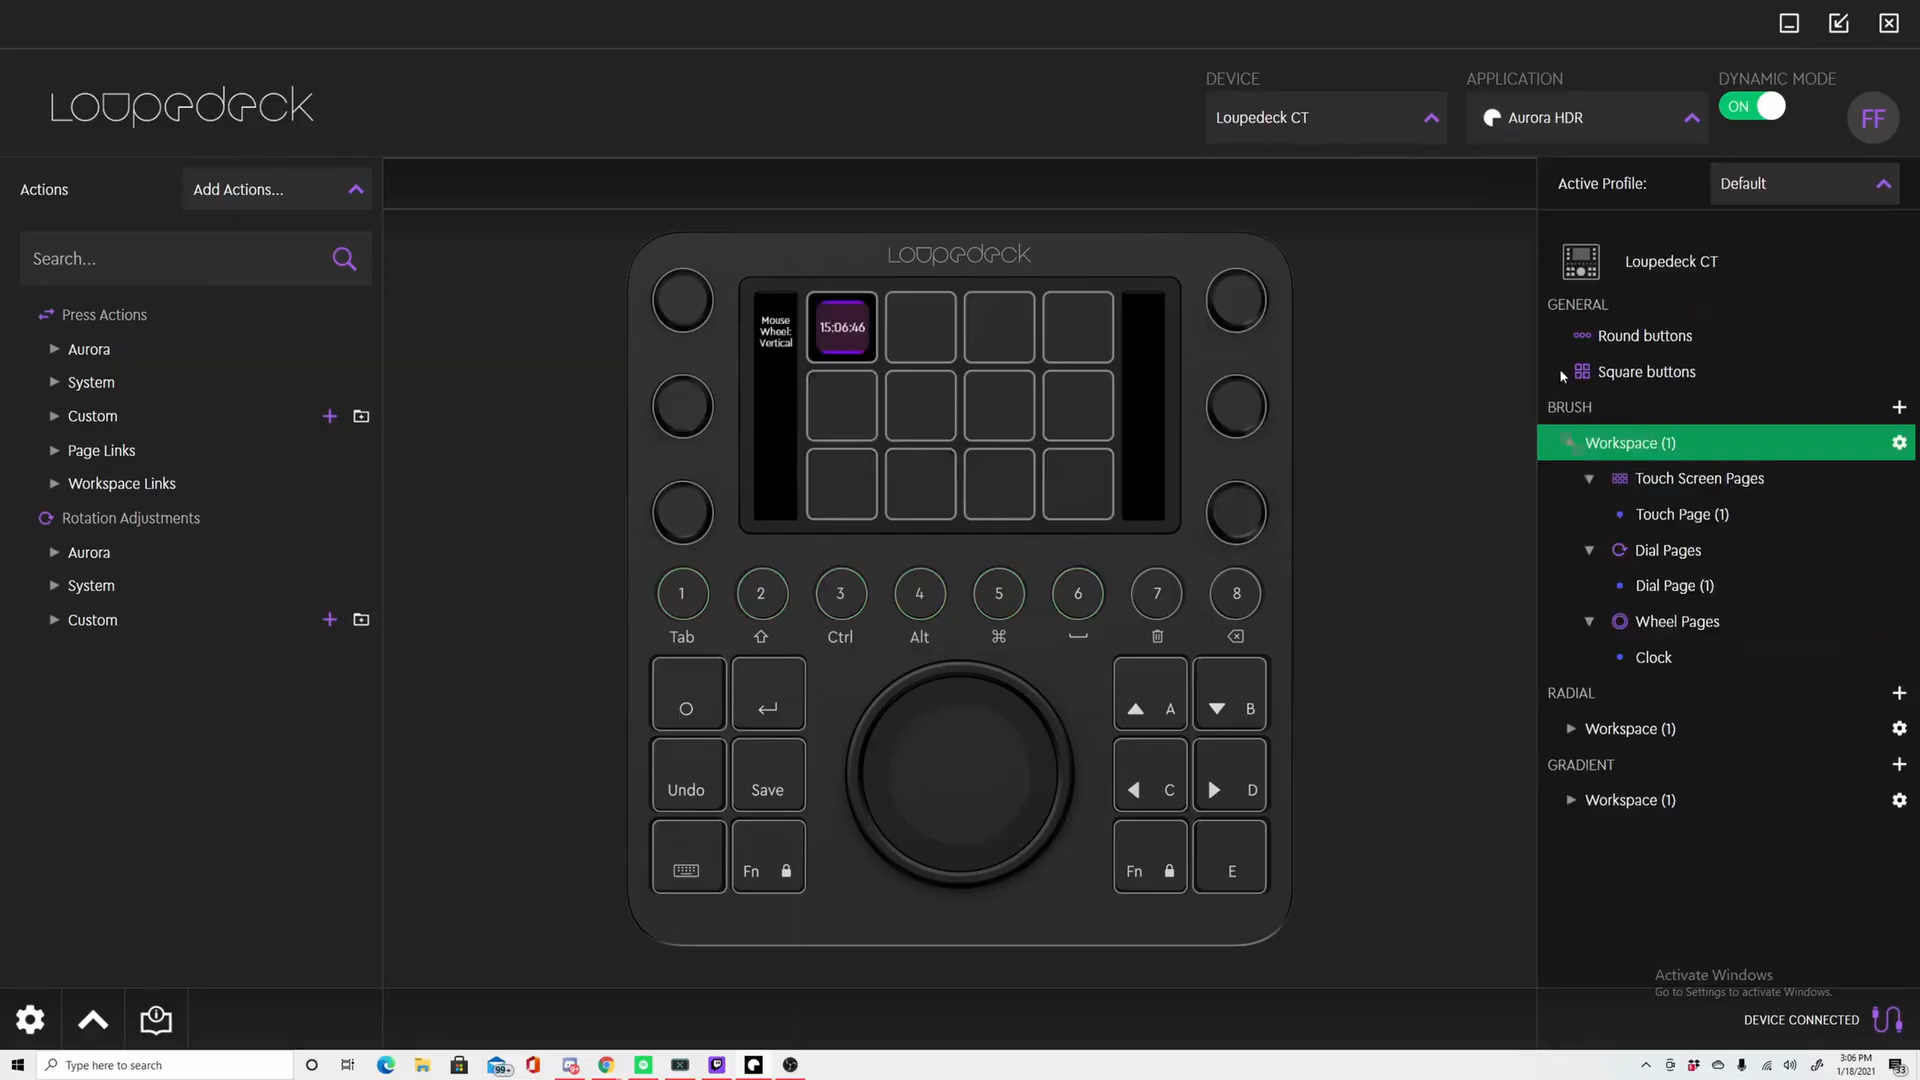 Loupedeck
DEVICE
Loupedeck CT
APPLICATION
Aurora HDR
DYNAMIC MODE
ON
FF
Actions
Add Actions...
Active Profile:
Default
Search...
Press Actions
Aurora
System
Custom
Page Links
Workspace Links
Rotation Adjustments
Aurora
System
Custom
Loupedeck
Mouse
Wheel:
Vertical
15:06:46
1 2 3 4 5 6 7 8
Tab Ctrl Alt
A B
Undo Save C D
Fn Fn E
Loupedeck CT
GENERAL
Round buttons
Square buttons
BRUSH
Workspace (1)
Touch Screen Pages
Touch Page (1)
Dial Pages
Dial Page (1)
Wheel Pages
Clock
RADIAL
Workspace (1)
GRADIENT
Workspace (1)
Activate Windows
Go to Settings to activate Windows.
DEVICE CONNECTED
Type here to search
99+
3:06 PM
1/18/2021
33